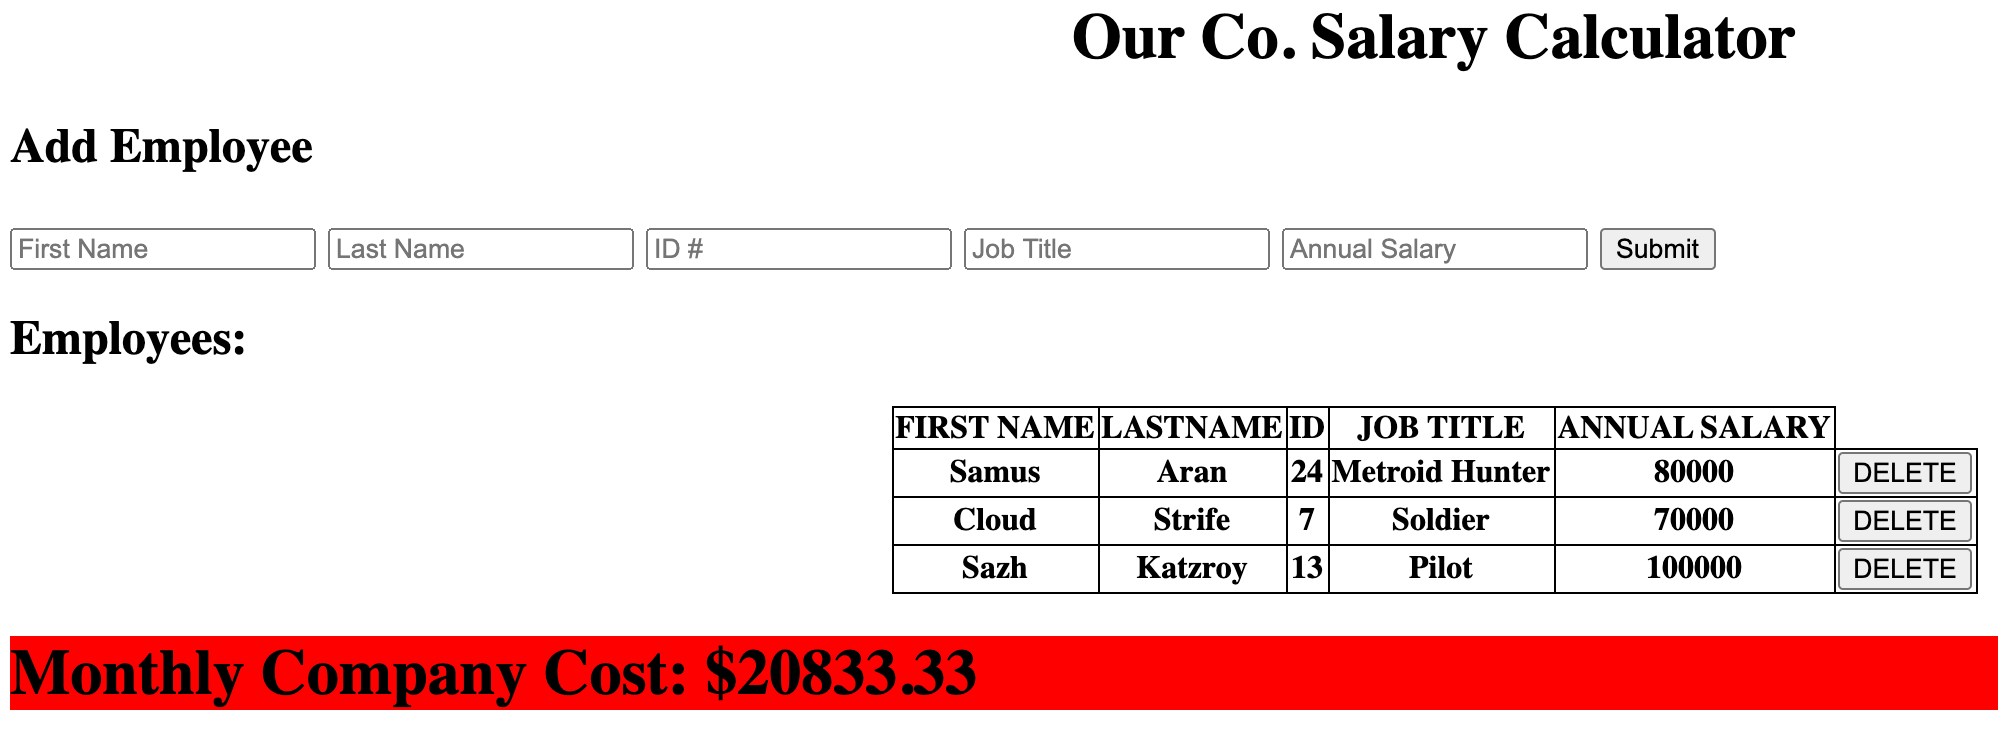 Our Co. Salary Calculator
Add Employee
First Name Last Name ID # Job Title Annual Salary Submit
Employees:
FIRST NAME LASTNAME ID JOB TITLE ANNUAL SALARY
Samus Aran 24 Metroid Hunter 80000 DELETE
Cloud Strife 7 Soldier 70000 DELETE
Sazh Katzroy 13 Pilot 100000 DELETE
Monthly Company Cost: $20833.33